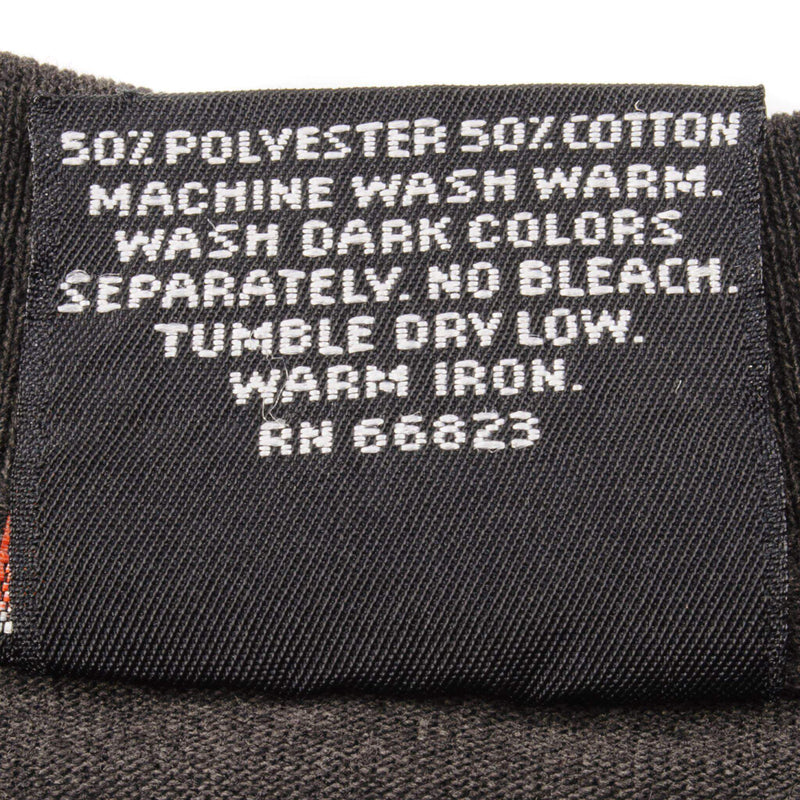 50% POLYESTER 50% COTTON
MACHINE WASH WARM.
WASH DARK COLORS
SEPARATELY. NO BLEACH.
TUMBLE DRY LOW.
WARM IRON.
RN 66823